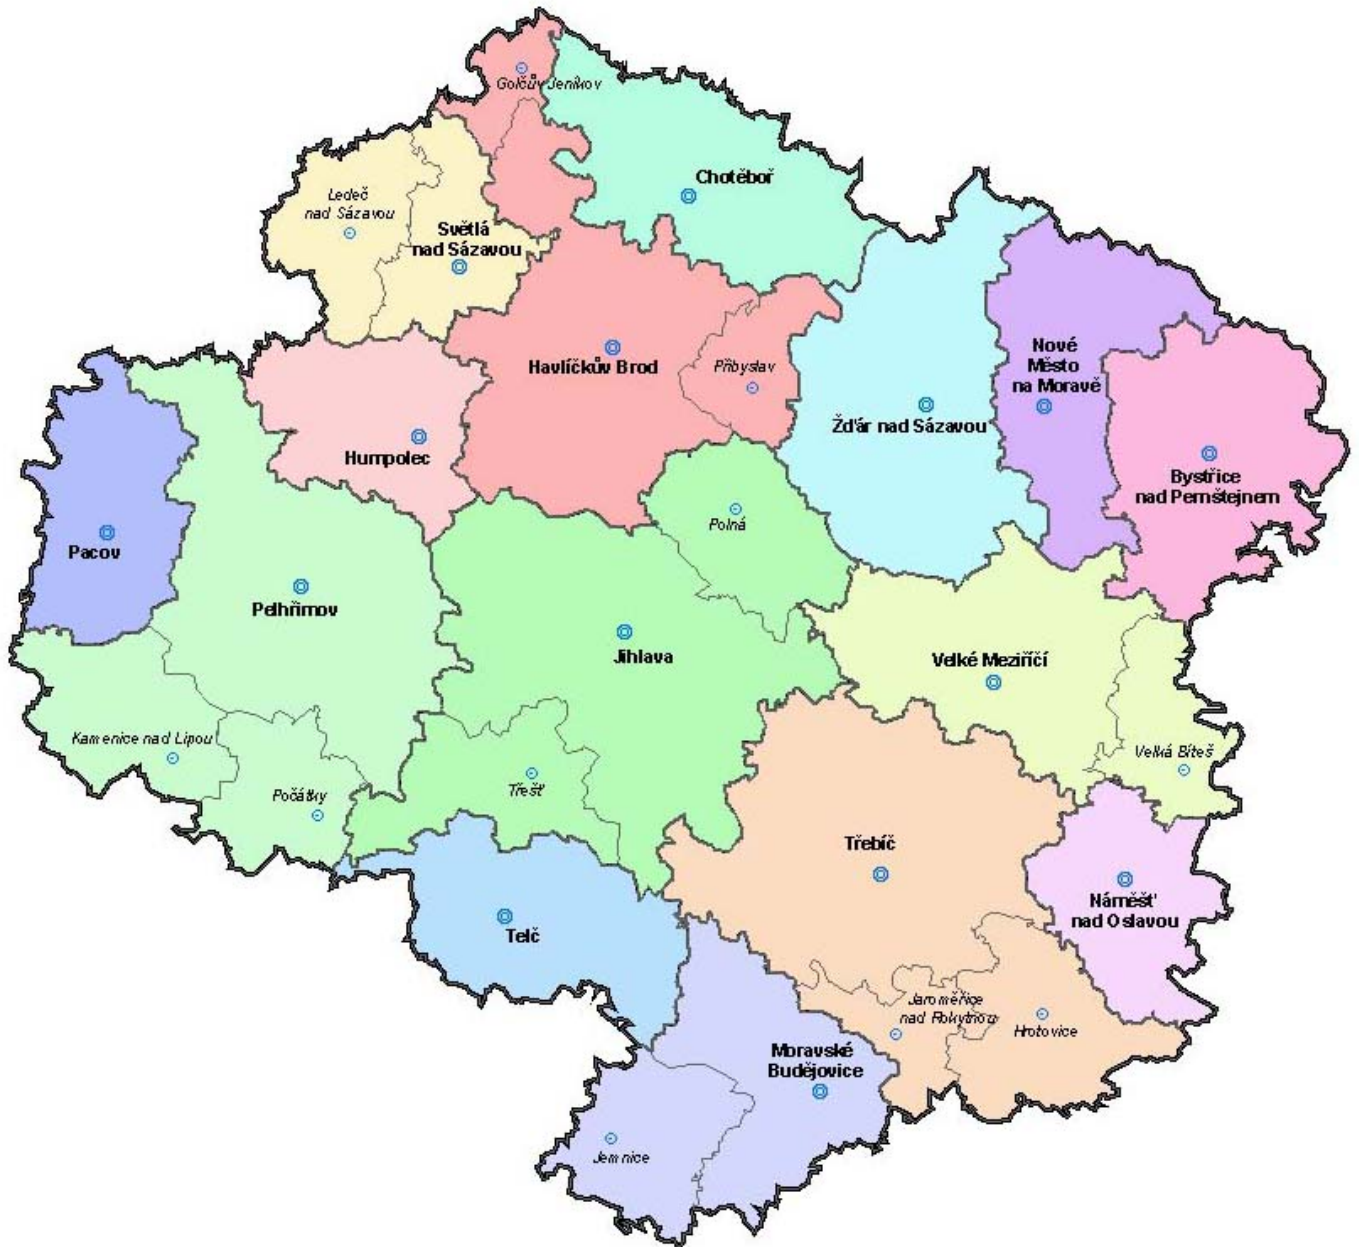 Golčův Jeníkov
Chotěboř
Ledeč
nad Sázavou
Světlá
nad Sázavou
Havlíčkův Brod
Přibyslav
Nové
Město
na Moravě
Žďár nad Sázavou
Humpolec
Bystřice
nad Pernštejnem
Polná
Pacov
Pelhřimov
Jihlava
Velké Meziříčí
Kamenice nad Lipou
Velká Bíteš
Počátky
Třešť
Třebíč
Náměšť
nad Oslavou
Telč
Jaroměřice
nad Rokytnou
Hrotovice
Moravské
Budějovice
Jemnice